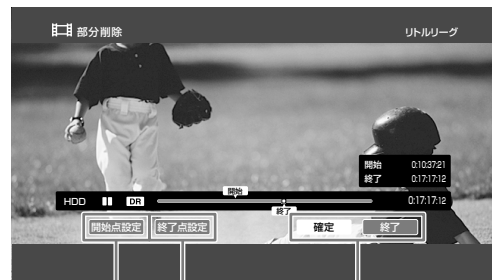 部分削除 リトルリーグ
開始 0:10:37:21
終了 0:17:17:12
開始
HDD DR 0:17:17:12
終了
開始点設定 終了点設定 確定 終了